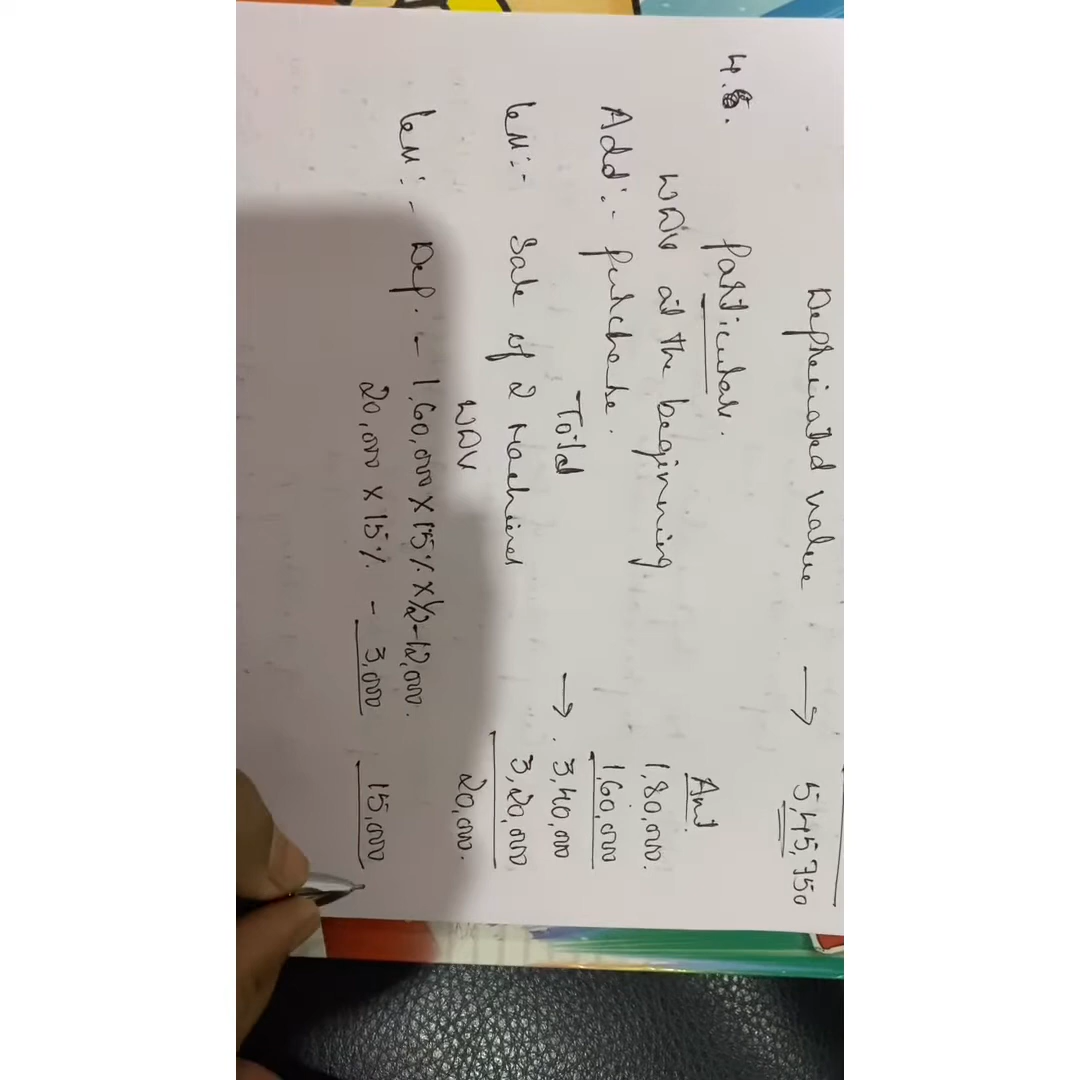 Depreciated value → 5,45,750
4.8.
Particular. Amt.
WDV at the beginning 1,80,000.
Add:- purchase. 1,60,000
Total → 3,40,000
Less:- Sale of 2 Machines 3,20,000
WDV 20,000.
Less:- Dep. - 1,60,000 X 15% X ½ - 12,000.
20,000 X 15% - 3,000 15,000